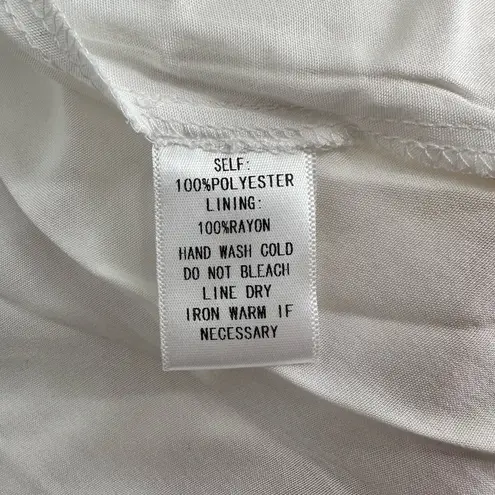 SELF:
100%POLYESTER
LINING:
100%RAYON
HAND WASH COLD
DO NOT BLEACH
LINE DRY
IRON WARM IF
NECESSARY